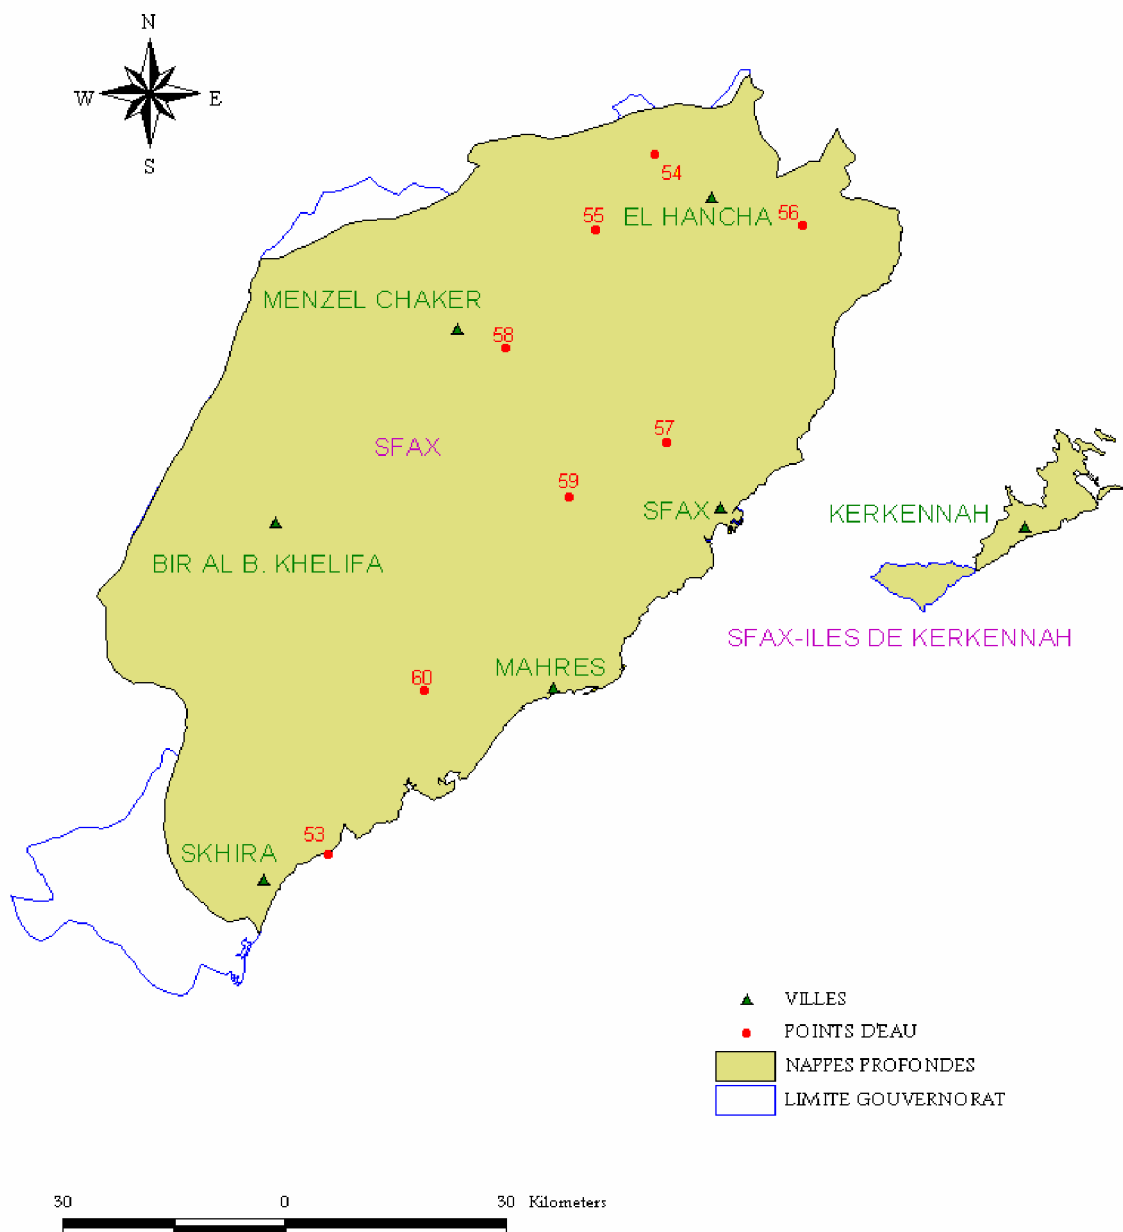 N
W E
S
54
55
EL HANCHA
56
MENZEL CHAKER
58
SFAX
57
59
SFAX
KERKENNAH
BIR AL B. KHELIFA
SFAX-ILES DE KERKENNAH
MAHRES
60
53
SKHIRA
VILLES
POINTS D'EAU
NAPPES PROFONDES
LIMITE GOUVERNORAT
30 0 30 Kilometers